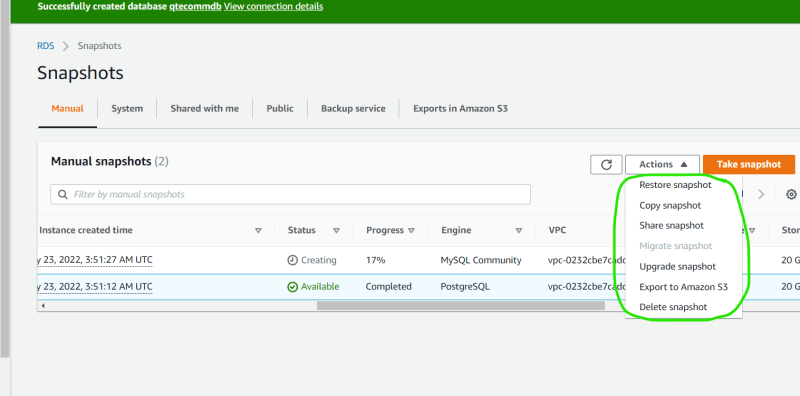 Successfully created database qtecommdb View connection details
RDS > Snapshots
Snapshots
Manual System Shared with me Public Backup service Exports in Amazon S3
Manual snapshots (2)
Actions
Take snapshot
Filter by manual snapshots
Restore snapshot
Copy snapshot
Share snapshot
Migrate snapshot
Upgrade snapshot
Export to Amazon S3
Delete snapshot
Instance created time Status Progress Engine VPC Stor
y 23, 2022, 3:51:27 AM UTC Creating 17% MySQL Community vpc-0232cbe7cadc 20 G
y 23, 2022, 3:51:12 AM UTC Available Completed PostgreSQL vpc-0232cbe7cadc 20 G